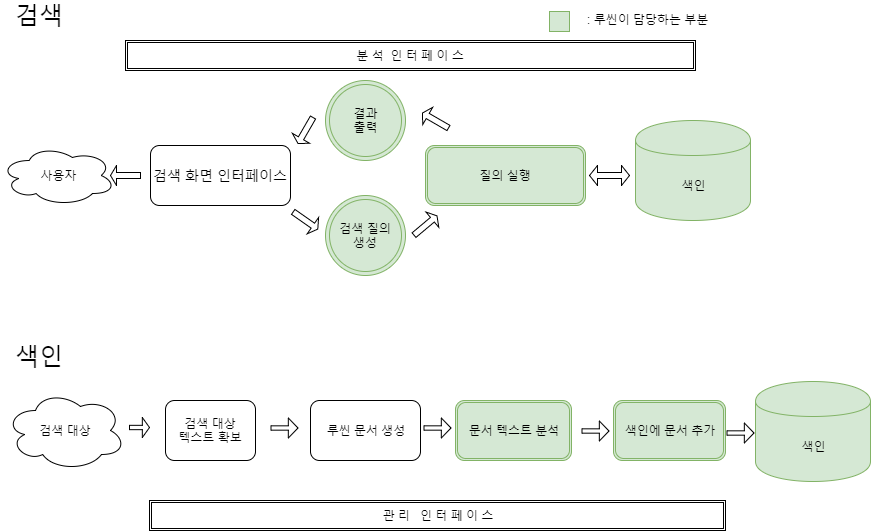 검색
: 루씬이 담당하는 부분
분 석 인 터 페 이 스
결과
출력
사용자
검색 화면 인터페이스
질의 실행
색인
검색 질의
생성
색인
검색 대상
검색 대상
텍스트 확보
루씬 문서 생성
문서 텍스트 분석
색인에 문서 추가
색인
관 리 인 터 페 이 스